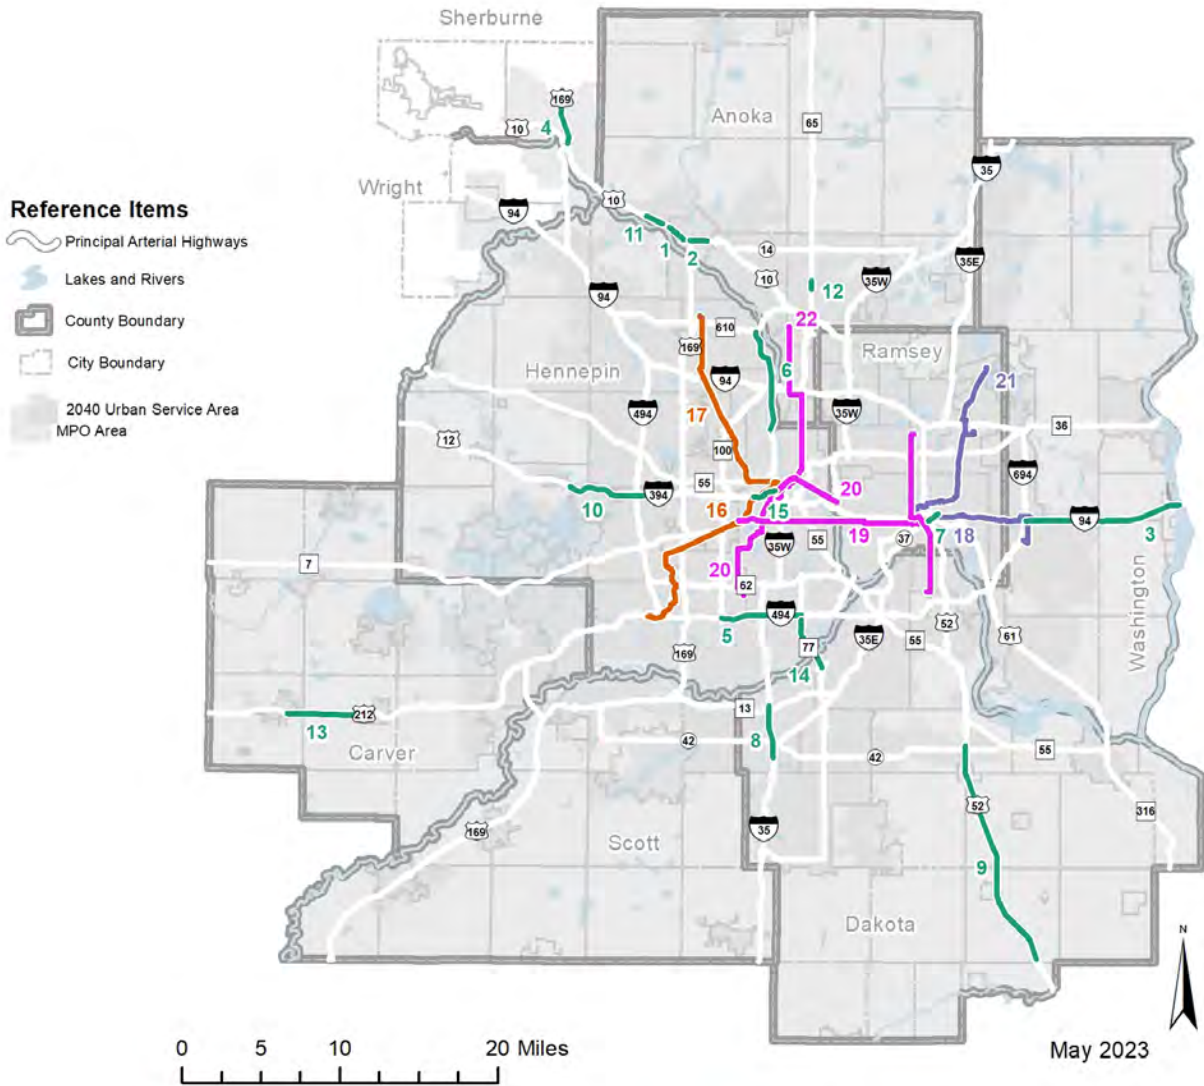 Sherburne
169
10
4
Anoka
65
35
Wright
94
10
11
1
2
14
10
35W
35E
12
94
22
610
Ramsey
169
6
Hennepin
94
21
494
17
35W
36
12
100
694
55
394
20
10
16
15
94
3
19
7
18
35W
55
37
7
20
62
Washington
494
5
52
35E
55
61
77
169
14
13
212
13
8
42
42
55
Carver
52
316
169
35
Scott
9
Dakota
Reference Items
Principal Arterial Highways
Lakes and Rivers
County Boundary
City Boundary
2040 Urban Service Area
MPO Area
N
0 5 10 20 Miles
May 2023